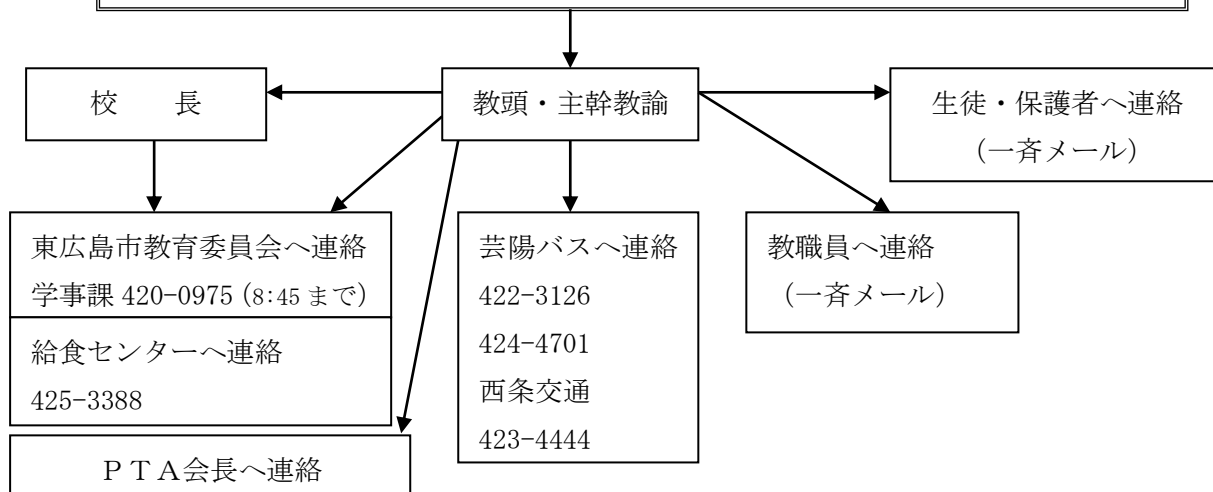 校　　長
教頭・主幹教諭
生徒・保護者へ連絡
（一斉メール）
東広島市教育委員会へ連絡
学事課 420-0975（8:45 まで）
給食センターへ連絡
425-3388
ＰＴＡ会長へ連絡
芸陽バスへ連絡
422-3126
424-4701
西条交通
423-4444
教職員へ連絡
（一斉メール）